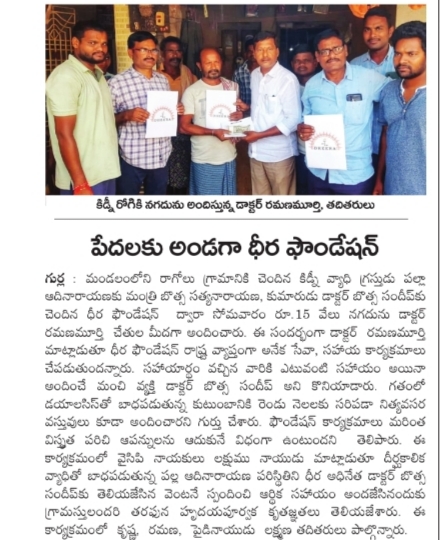 కిడ్నీ రోగికి నగదును అందిస్తున్న డాక్టర్ రమణమూర్తి, తదితరులు
పేదలకు అండగా ధీర ఫౌండేషన్
గుర్ల : మండలంలోని రాగోలు గ్రామానికి చెందిన కిడ్నీ వ్యాధి గ్రస్తుడు పల్లా
ఆదినారాయణకు మంత్రి బొత్స సత్యనారాయణ, కుమారుడు డాక్టర్ బొత్స సందీప్‌కు
చెందిన ధీర ఫౌండేషన్ ద్వారా సోమవారం రూ.15 వేలు నగదును డాక్టర్
రమణమూర్తి చేతుల మీదగా అందించారు. ఈ సందర్భంగా డాక్టర్ రమణమూర్తి
మాట్లాడుతూ ధీర ఫౌండేషన్ రాష్ట్ర వ్యాప్తంగా అనేక సేవా, సహాయ కార్యక్రమాలు
చేపడుతుందన్నారు. సహాయార్థం వచ్చిన వారికి ఎటువంటి సహాయం అయినా
అందించే మంచి వ్యక్తి డాక్టర్ బొత్స సందీప్ అని కొనియాడారు. గతంలో
డయాలసిస్‌తో బాధపడుతున్న కుటుంబానికి రెండు నెలలకు సరిపడా నిత్యవసర
వస్తువులు కూడా అందించారని గుర్తు చేశారు. ఫౌండేషన్ కార్యక్రమాలు మరింత
విస్తృత పరిచి ఆపన్నులను ఆదుకునే విధంగా ఉంటుందని తెలిపారు. ఈ
కార్యక్రమంలో వైసిపి నాయకులు లక్షుము నాయుడు మాట్లాడుతూ దీర్ఘకాలిక
వ్యాధితో బాధపడుతున్న పల్ల ఆదినారాయణ పరిస్థితిని ధీర అధినేత డాక్టర్ బొత్స
సందీప్‌కు తెలియజేసిన వెంటనే స్పందించి ఆర్థిక సహాయం అందజేసినందుకు
గ్రామస్తులందరి తరఫున హృదయపూర్వక కృతజ్ఞతలు తెలియజేశారు. ఈ
కార్యక్రమంలో కృష్ణ, రమణ, పైడినాయుడు లక్ష్మణ తదితరులు పాల్గొన్నారు.